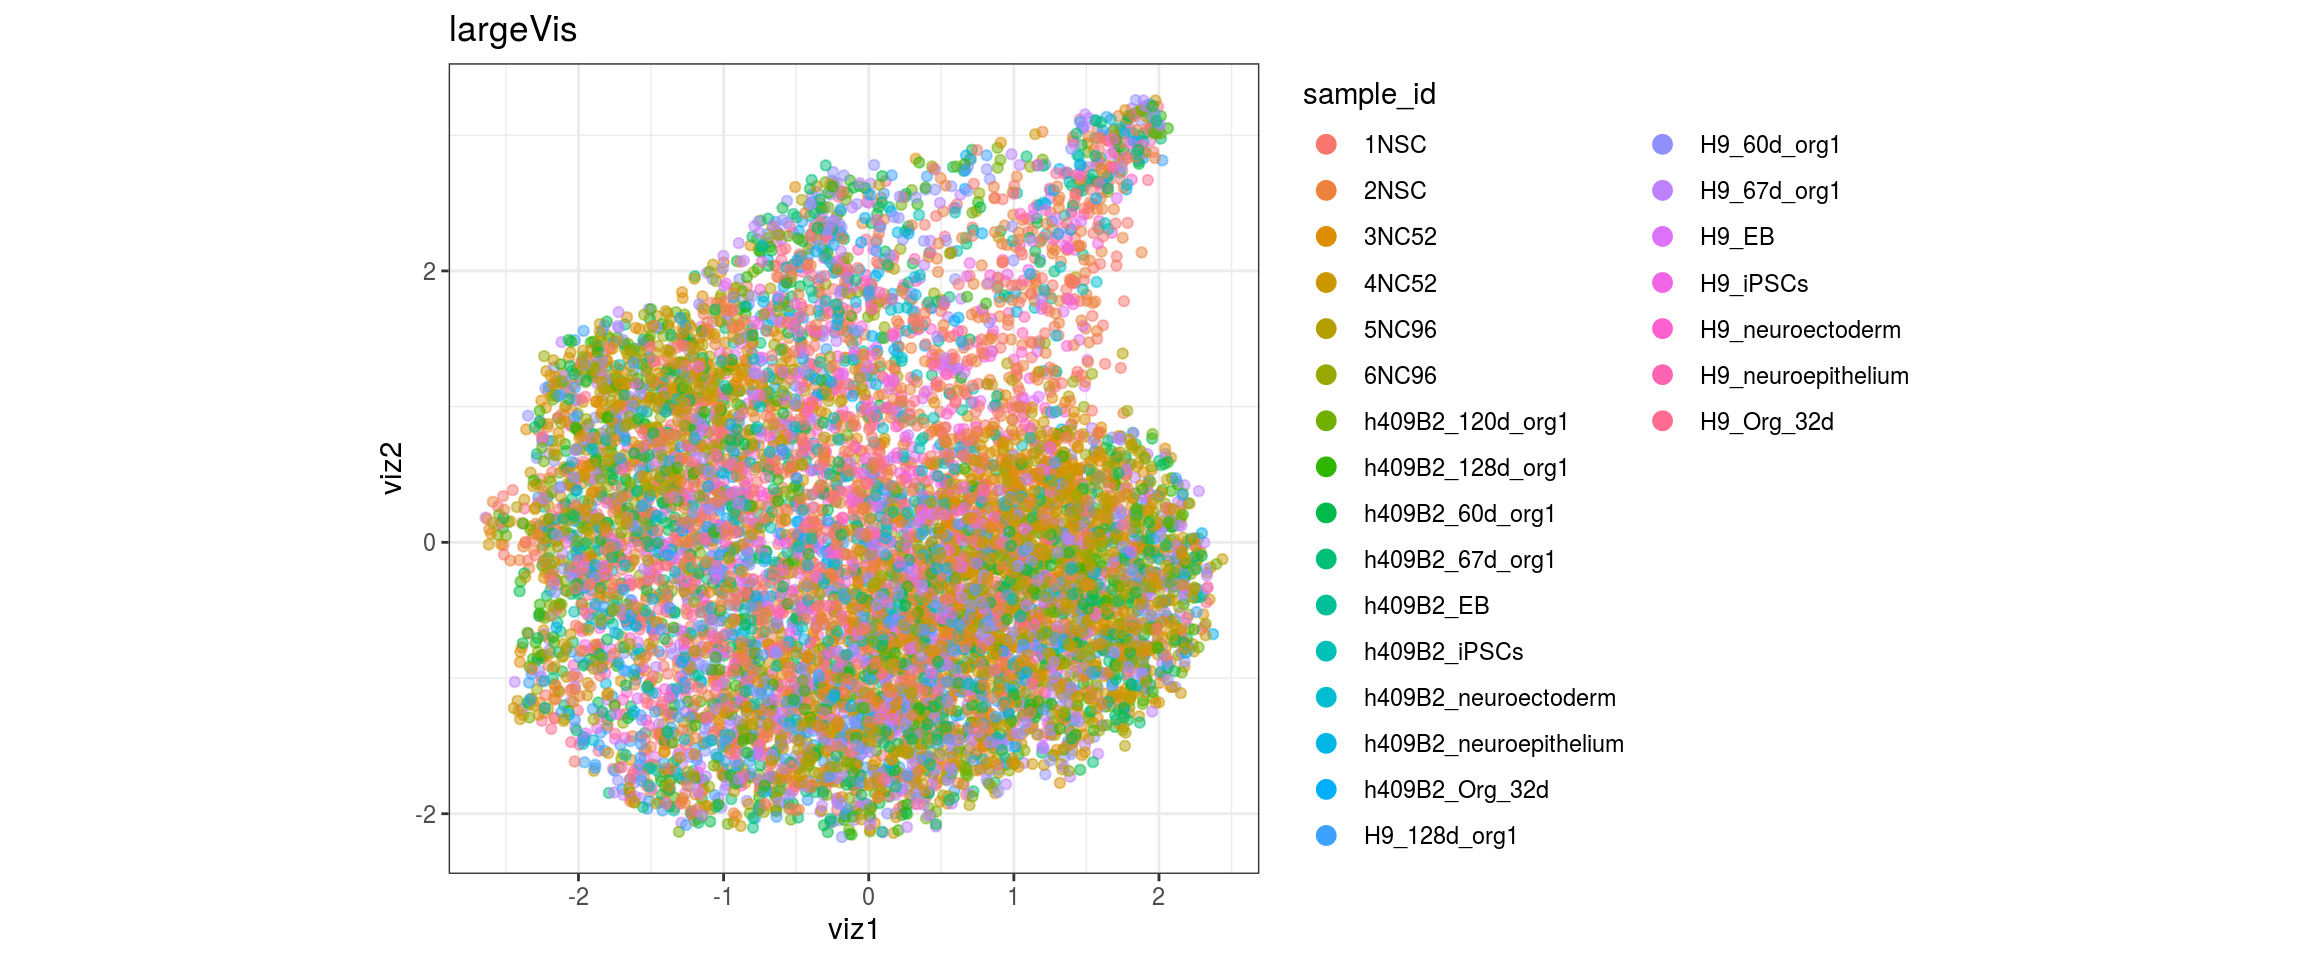 largeVis
viz2
2
0
-2
-2
-1
0
1
2
viz1
sample_id
1NSC
2NSC
3NC52
4NC52
5NC96
6NC96
h409B2_120d_org1
h409B2_128d_org1
h409B2_60d_org1
h409B2_67d_org1
h409B2_EB
h409B2_iPSCs
h409B2_neuroectoderm
h409B2_neuroepithelium
h409B2_Org_32d
H9_128d_org1
H9_60d_org1
H9_67d_org1
H9_EB
H9_iPSCs
H9_neuroectoderm
H9_neuroepithelium
H9_Org_32d